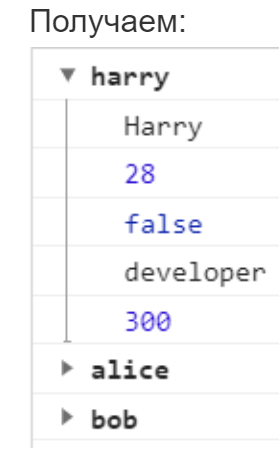 Получаем:
harry
Harry
28
false
developer
300
alice
bob